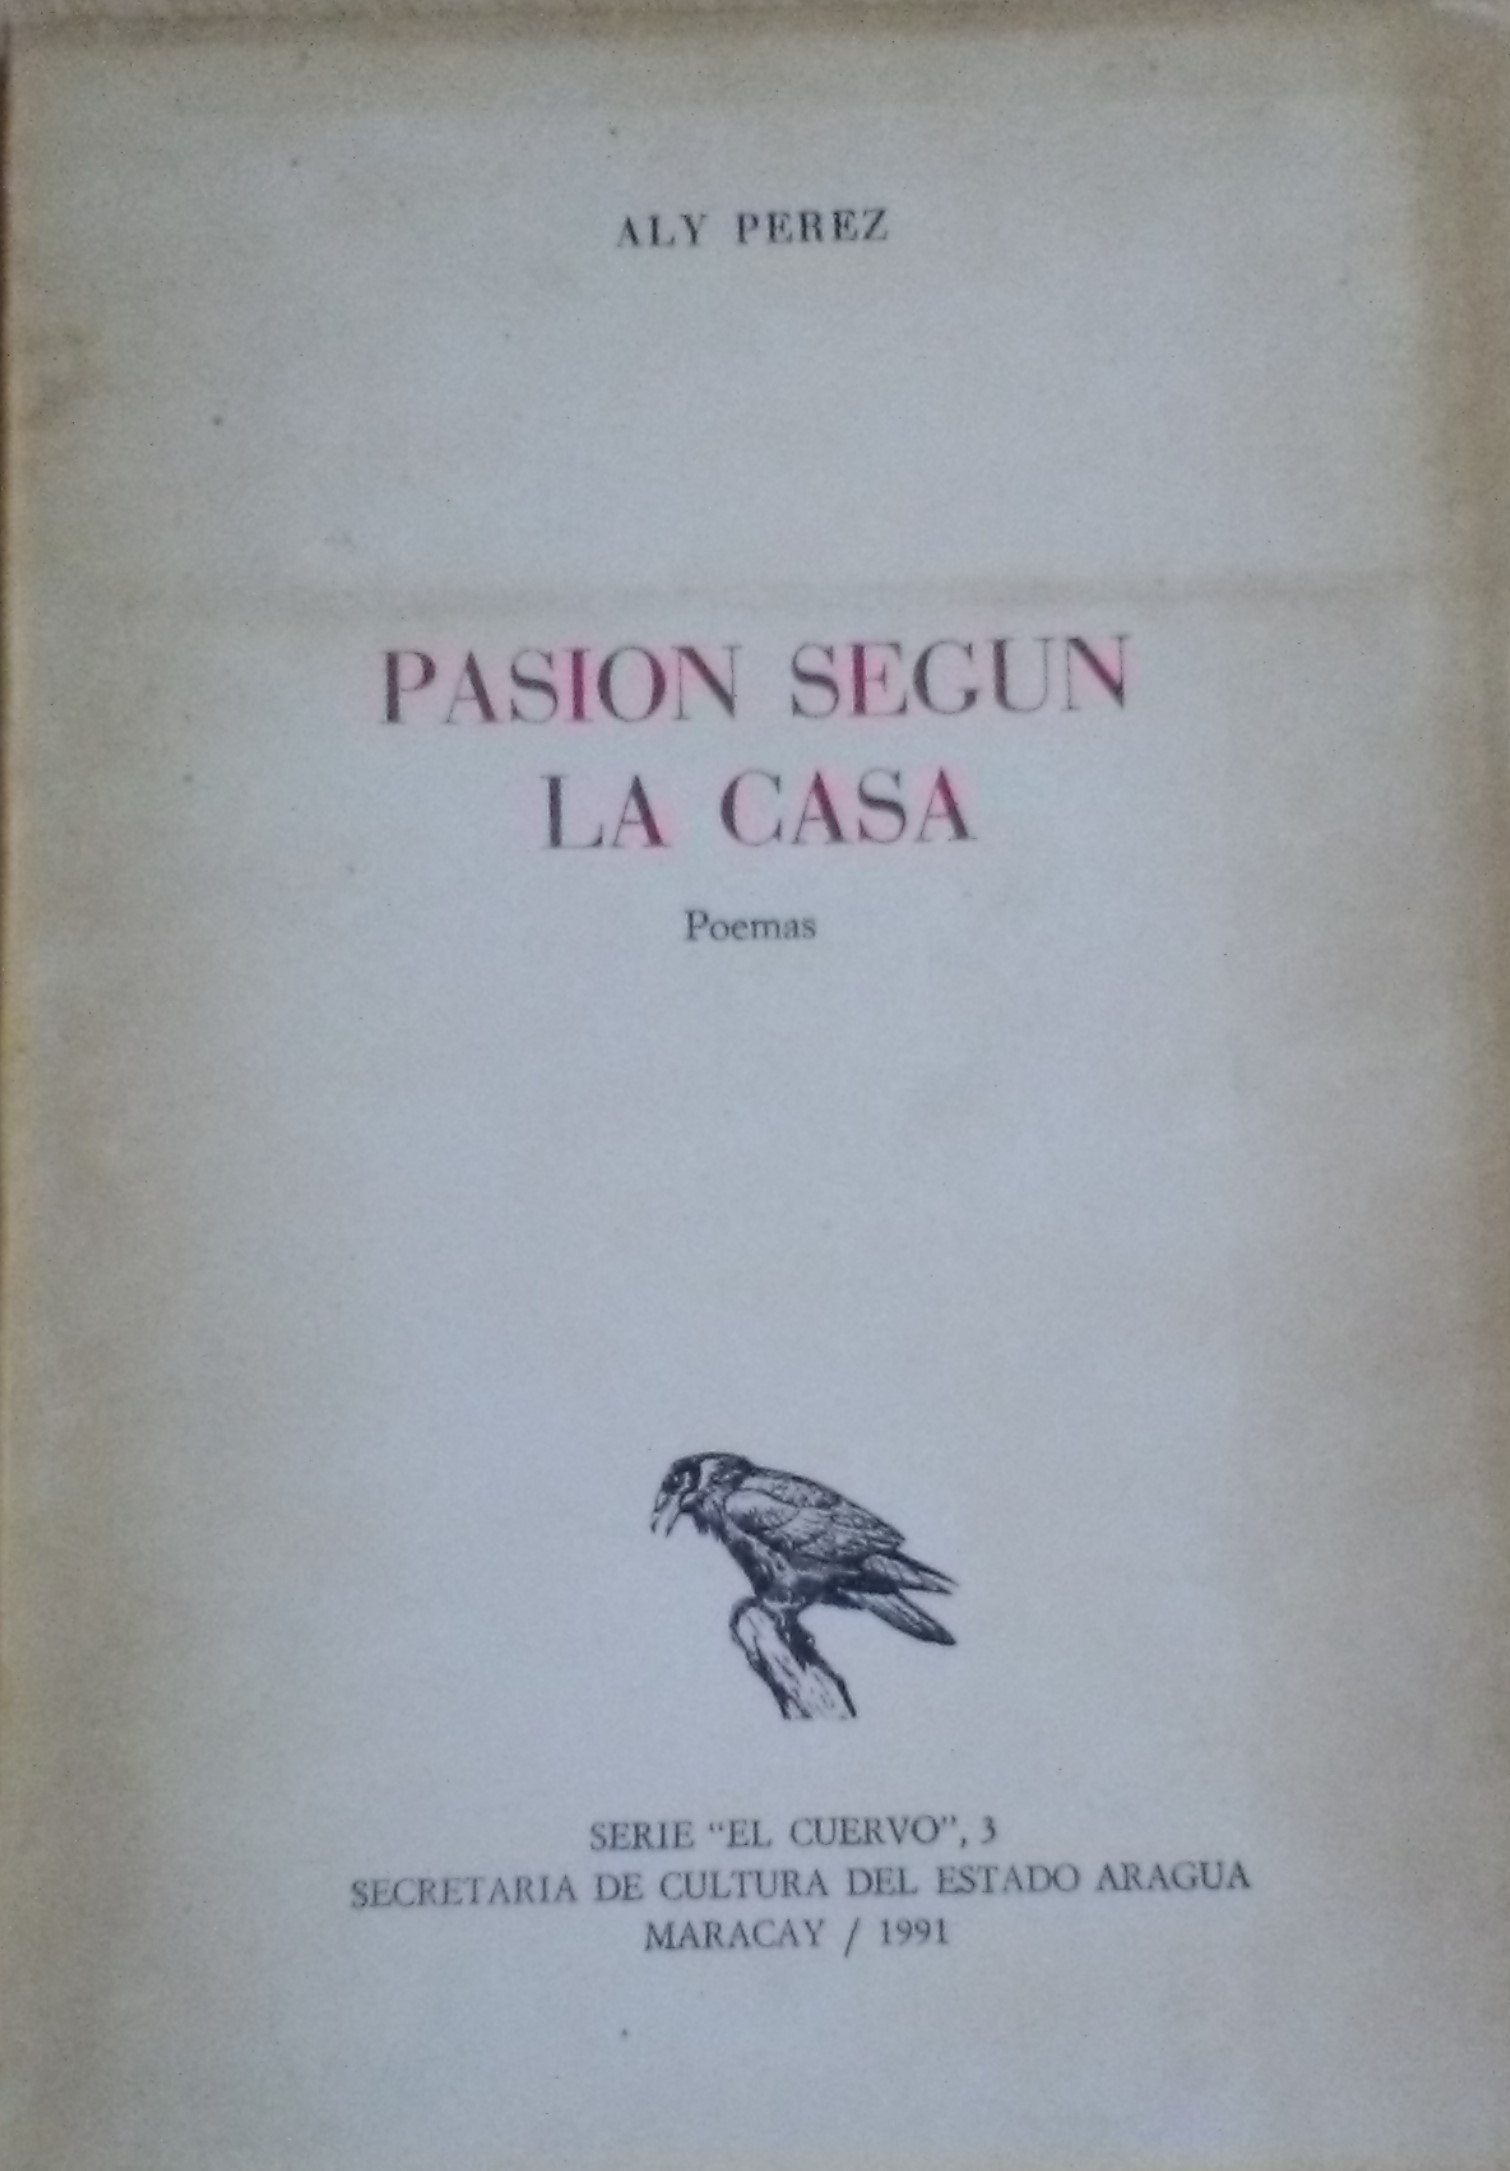 ALY PEREZ
PASION SEGUN
LA CASA
Poemas
SERIE “EL CUERVO”, 3
SECRETARIA DE CULTURA DEL ESTADO ARAGUA
MARACAY / 1991